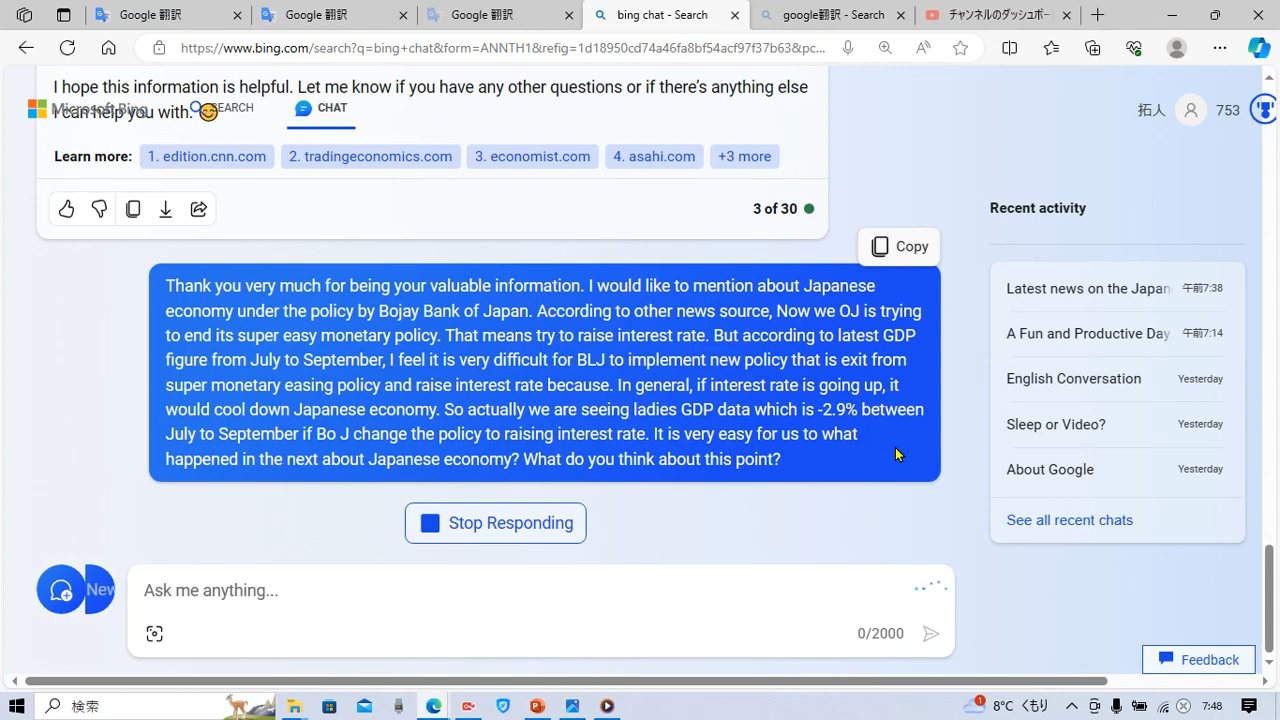 Google 翻訳
Google 翻訳
Google 翻訳
bing chat - Search
google翻訳 - Search
チャンネルのダッシュボー
https://www.bing.com/search?q=bing+chat&form=ANNTH1&refig=1d18950cd74a46fa8bf54acf97f37b63&pc...
I hope this information is helpful. Let me know if you have any other questions or if there's anything else
I can help you with. 😊
Microsoft Bing
SEARCH
CHAT
拓人
753
Learn more: 1. edition.cnn.com 2. tradingeconomics.com 3. economist.com 4. asahi.com +3 more
3 of 30
Recent activity
Copy
Thank you very much for being your valuable information. I would like to mention about Japanese
economy under the policy by Bojay Bank of Japan. According to other news source, Now we OJ is trying
to end its super easy monetary policy. That means try to raise interest rate. But according to latest GDP
figure from July to September, I feel it is very difficult for BLJ to implement new policy that is exit from
super monetary easing policy and raise interest rate because. In general, if interest rate is going up, it
would cool down Japanese economy. So actually we are seeing ladies GDP data which is -2.9% between
July to September if Bo J change the policy to raising interest rate. It is very easy for us to what
happened in the next about Japanese economy? What do you think about this point?
Latest news on the Japan 午前7:38
A Fun and Productive Day 午前7:14
English Conversation Yesterday
Sleep or Video? Yesterday
About Google Yesterday
See all recent chats
Stop Responding
New
Ask me anything...
0/2000
Feedback
検索
1
8°C くもり
7:48